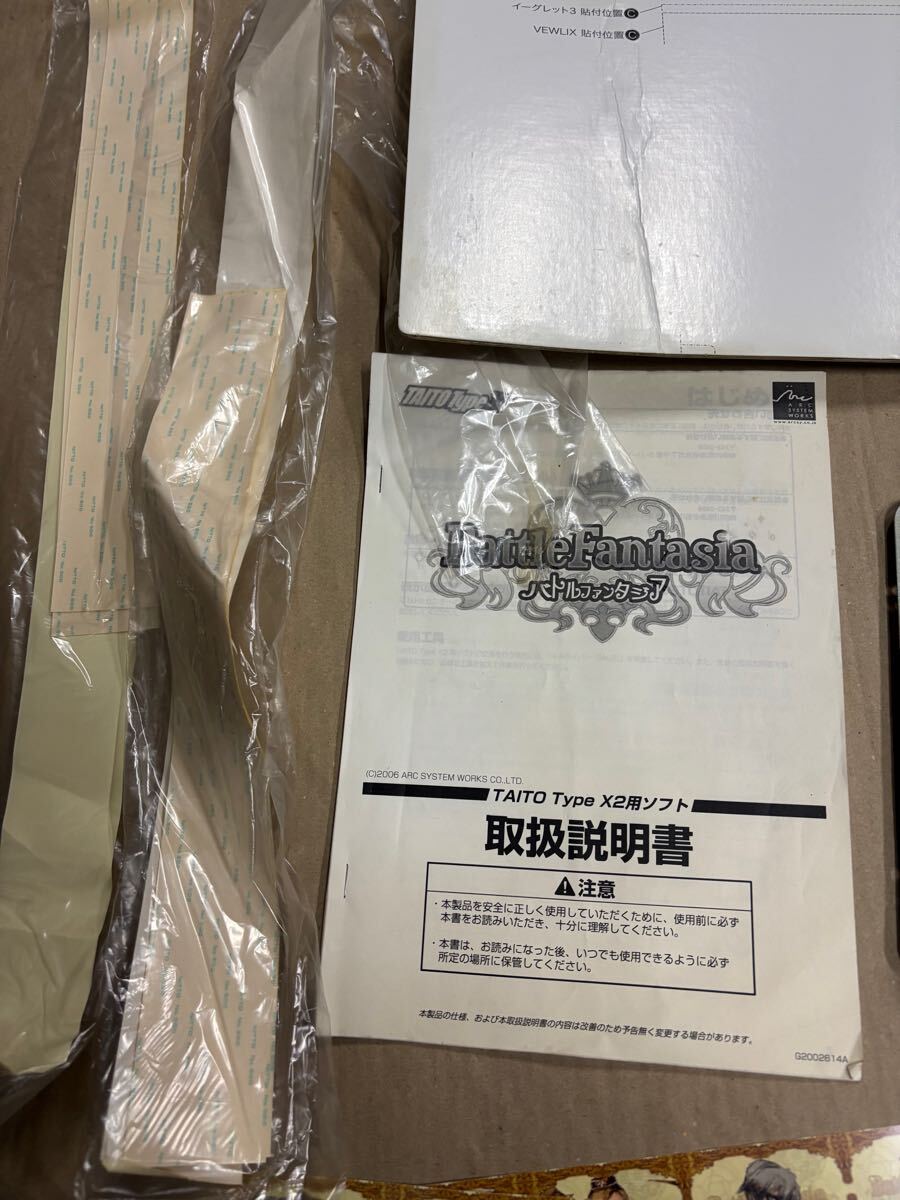 イーグレット3 貼付位置 C
VEWLIX 貼付位置 C
TAITO Type X
ARC
SYSTEM
WORKS
www.arcsy.co.jp
BattleFantasia
バトルファンタジア
(C)2006 ARC SYSTEM WORKS CO.,LTD.
TAITO Type X2用ソフト
取扱説明書
注意
・本製品を安全に正しく使用していただくために、使用前に必ず
本書をお読みいただき、十分に理解してください。
・本書は、お読みになった後、いつでも使用できるように必ず
所定の場所に保管してください。
本製品の仕様、および本取扱説明書の内容は改善のため予告無く変更する場合があります。
G2002614A